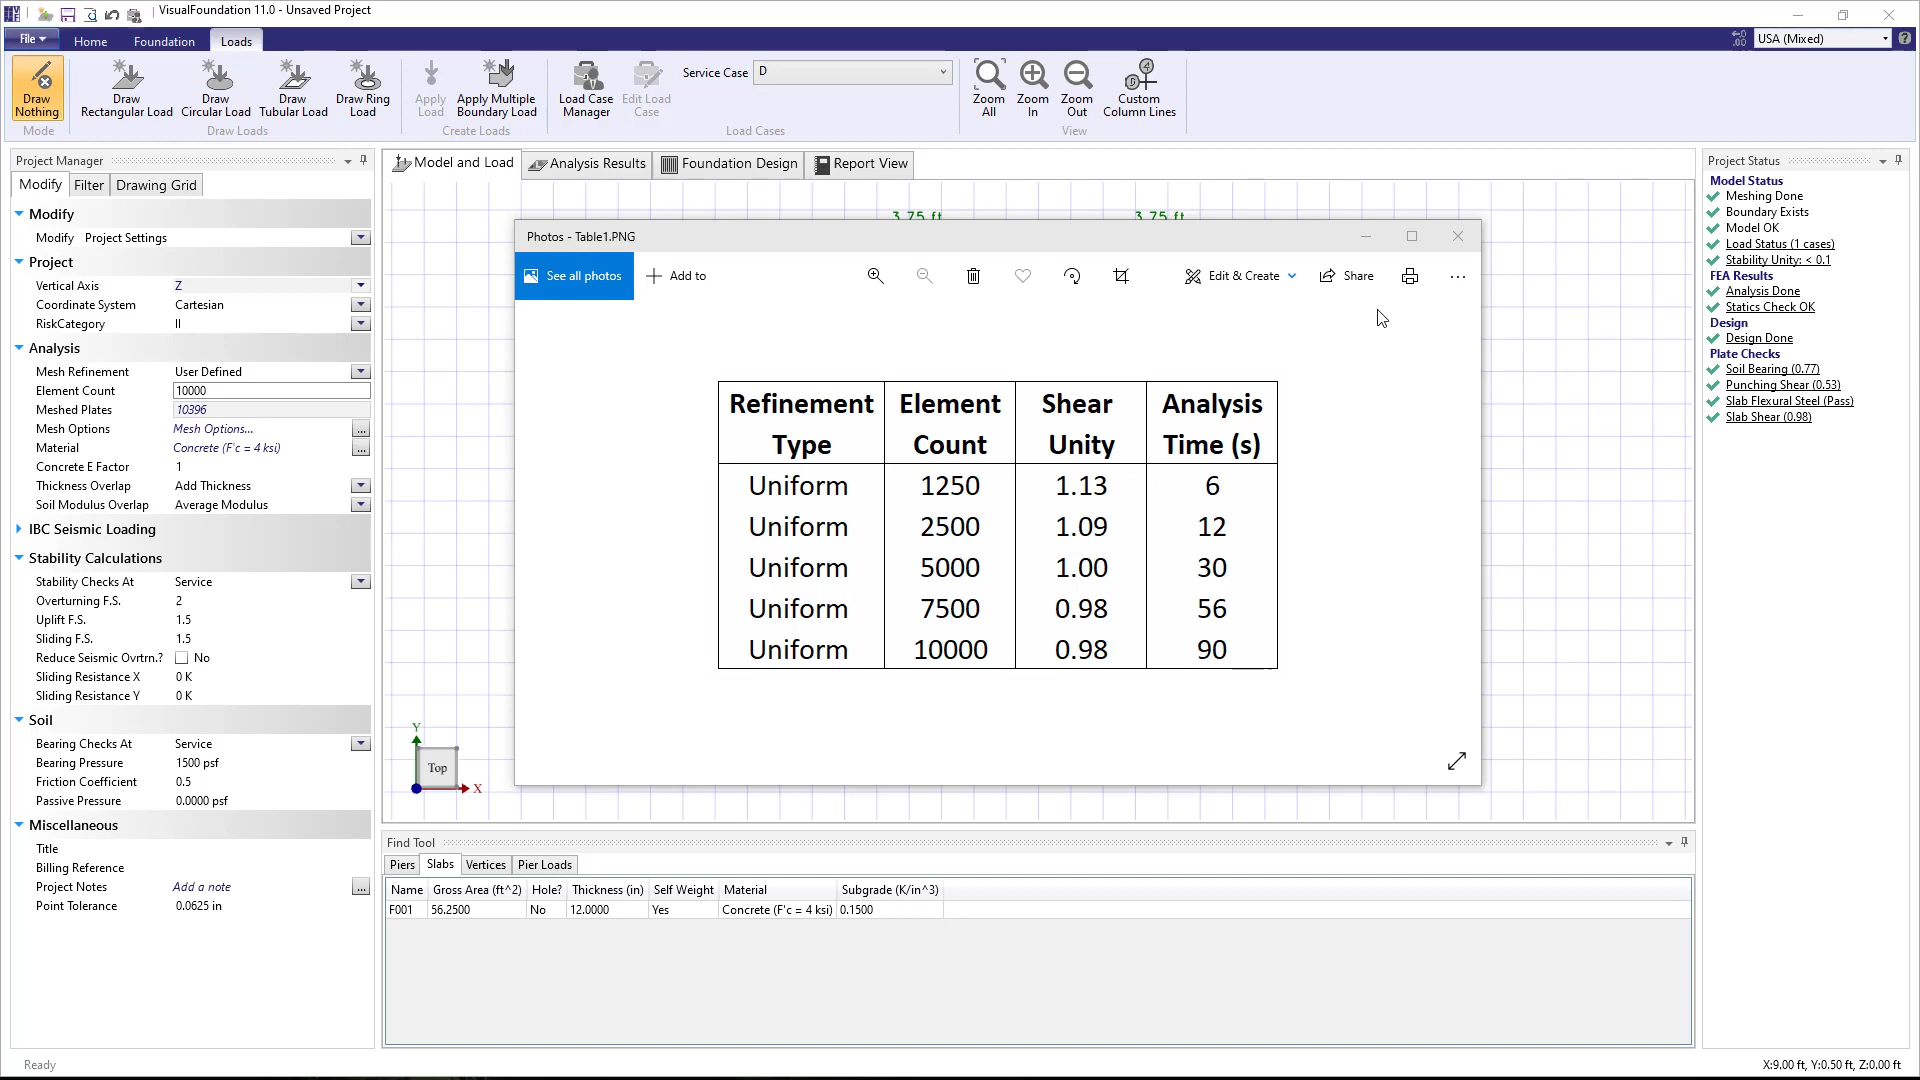 VisualFoundation 11.0 - Unsaved Project
File Home Foundation Loads USA (Mixed)
Draw Nothing
Draw Rectangular Load
Draw Circular Load
Draw Tubular Load
Draw Ring Load
Apply Load
Apply Multiple Boundary Load
Load Case Manager
Edit Load Case
Service Case D
Zoom All
Zoom In
Zoom Out
Custom Column Lines
Mode Draw Loads Create Loads Load Cases View
Project Manager
Modify Filter Drawing Grid
Modify
Modify Project Settings
Project
Vertical Axis Z
Coordinate System Cartesian
RiskCategory II
Analysis
Mesh Refinement User Defined
Element Count 10000
Meshed Plates 10396
Mesh Options Mesh Options...
Material Concrete (F'c = 4 ksi)
Concrete E Factor 1
Thickness Overlap Add Thickness
Soil Modulus Overlap Average Modulus
IBC Seismic Loading
Stability Calculations
Stability Checks At Service
Overturning F.S. 2
Uplift F.S. 1.5
Sliding F.S. 1.5
Reduce Seismic Ovrtrn.? No
Sliding Resistance X 0 K
Sliding Resistance Y 0 K
Soil
Bearing Checks At Service
Bearing Pressure 1500 psf
Friction Coefficient 0.5
Passive Pressure 0.0000 psf
Miscellaneous
Title
Billing Reference
Project Notes Add a note
Point Tolerance 0.0625 in
Model and Load Analysis Results Foundation Design Report View
3.75 ft 3.75 ft
Photos - Table1.PNG
See all photos Add to Edit & Create Share
Refinement Type Element Count Shear Unity Analysis Time (s)
Uniform 1250 1.13 6
Uniform 2500 1.09 12
Uniform 5000 1.00 30
Uniform 7500 0.98 56
Uniform 10000 0.98 90
Y
Top
X
Find Tool
Piers Slabs Vertices Pier Loads
Name Gross Area (ft^2) Hole? Thickness (in) Self Weight Material Subgrade (K/in^3)
F001 56.2500 No 12.0000 Yes Concrete (F'c = 4 ksi) 0.1500
Project Status
Model Status
Meshing Done
Boundary Exists
Model OK
Load Status (1 cases)
Stability Unity: < 0.1
FEA Results
Analysis Done
Statics Check OK
Design
Design Done
Plate Checks
Soil Bearing (0.77)
Punching Shear (0.53)
Slab Flexural Steel (Pass)
Slab Shear (0.98)
Ready
X:9.00 ft, Y:0.50 ft, Z:0.00 ft